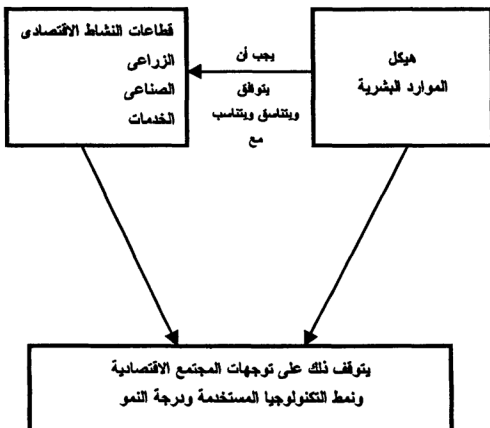 هيكل
الموارد البشرية
يجب أن
يتوافق
ويتناسق ويتناسب
مع
قطاعات النشاط الاقتصادى
الزراعى
الصناعى
الخدمات
يتوقف ذلك على توجهات المجتمع الاقتصادية
ونمط التكنولوجيا المستخدمة ودرجة النمو